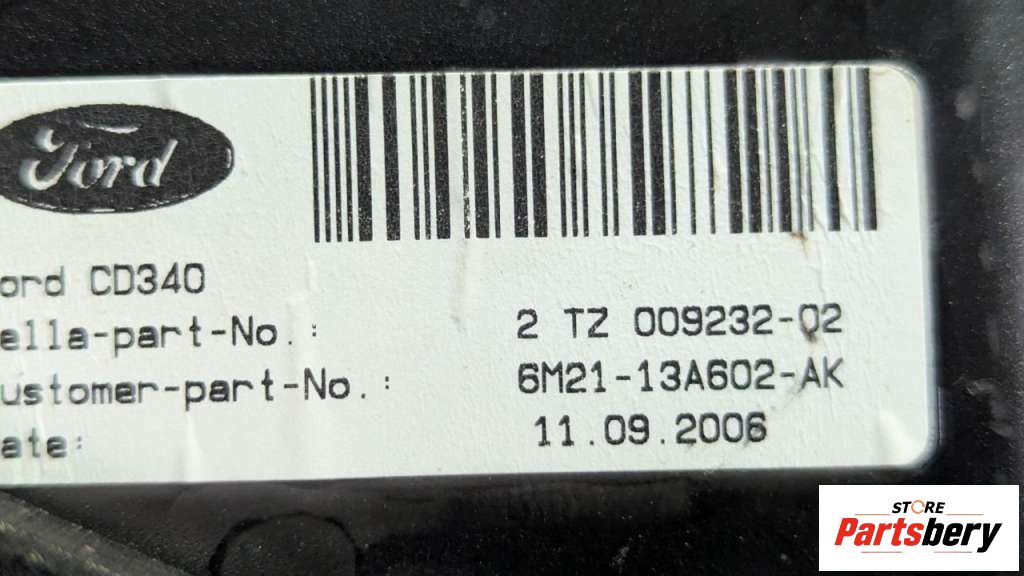 Ford
ord CD340
ella-part-No.: 2 TZ 009232-02
ustomer-part-No.: 6M21-13A602-AK
ate: 11.09.2006
STORE
Partsbery